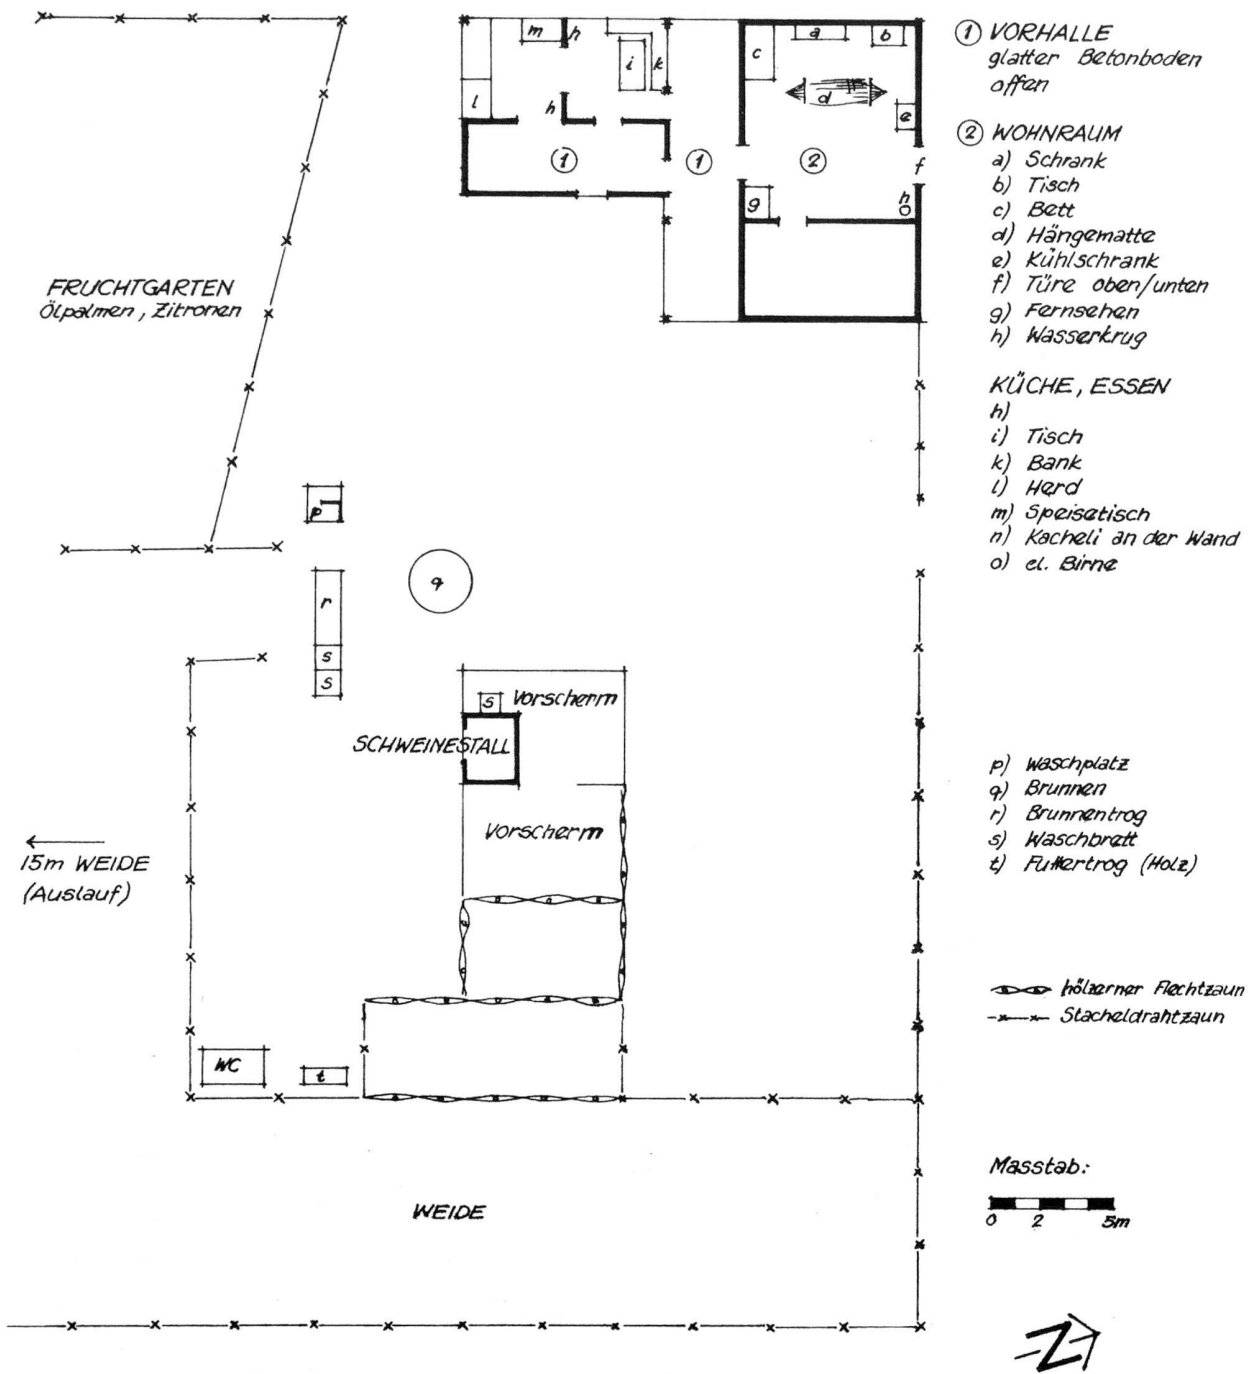 ① VORHALLE
glatter Betonboden
offen
② WOHNRAUM
a) Schrank
b) Tisch
c) Bett
d) Hängematte
e) Kühlschrank
f) Türe oben/unten
g) Fernsehen
h) Wasserkrug
KÜCHE, ESSEN
h)
i) Tisch
k) Bank
l) Herd
m) Speisetisch
n) Kacheli an der Wand
o) el. Birne
p) Waschplatz
q) Brunnen
r) Brunnentrog
s) Waschbrett
t) Futtertrog (Holz)
hölzerner Flechtzaun
Stacheldrahtzaun
Masstab:
0 2 5m
N
m h i k
l h
① ①
c a b
d e
② f
g h
FRUCHTGARTEN
Ölpalmen, Zitronen
p
q
r
s
s
s Vorscherm
SCHWEINESTALL
Vorscherm
15m WEIDE
(Auslauf)
WC t
WEIDE